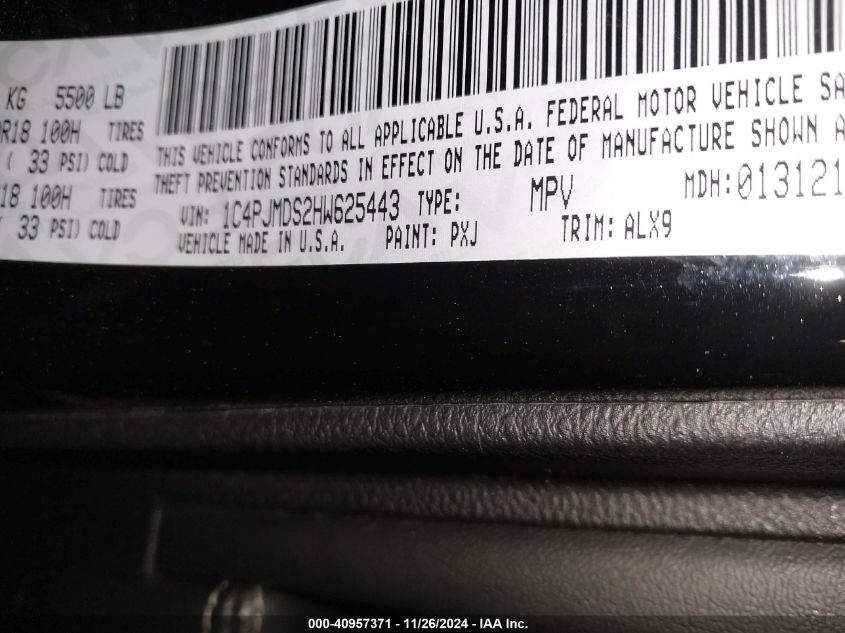 KG 5500 LB
R18 100H TIRES
( 33 PSI) COLD
R18 100H TIRES
33 PSI) COLD
THIS VEHICLE CONFORMS TO ALL APPLICABLE U.S.A. FEDERAL MOTOR VEHICLE SA
THEFT PREVENTION STANDARDS IN EFFECT ON THE DATE OF MANUFACTURE SHOWN A
VIN: 1C4PJMDS2HW625443 TYPE: MPV MDH: 013121
VEHICLE MADE IN U.S.A. PAINT: PXJ TRIM: ALX9
000-40957371 - 11/26/2024 - IAA Inc.